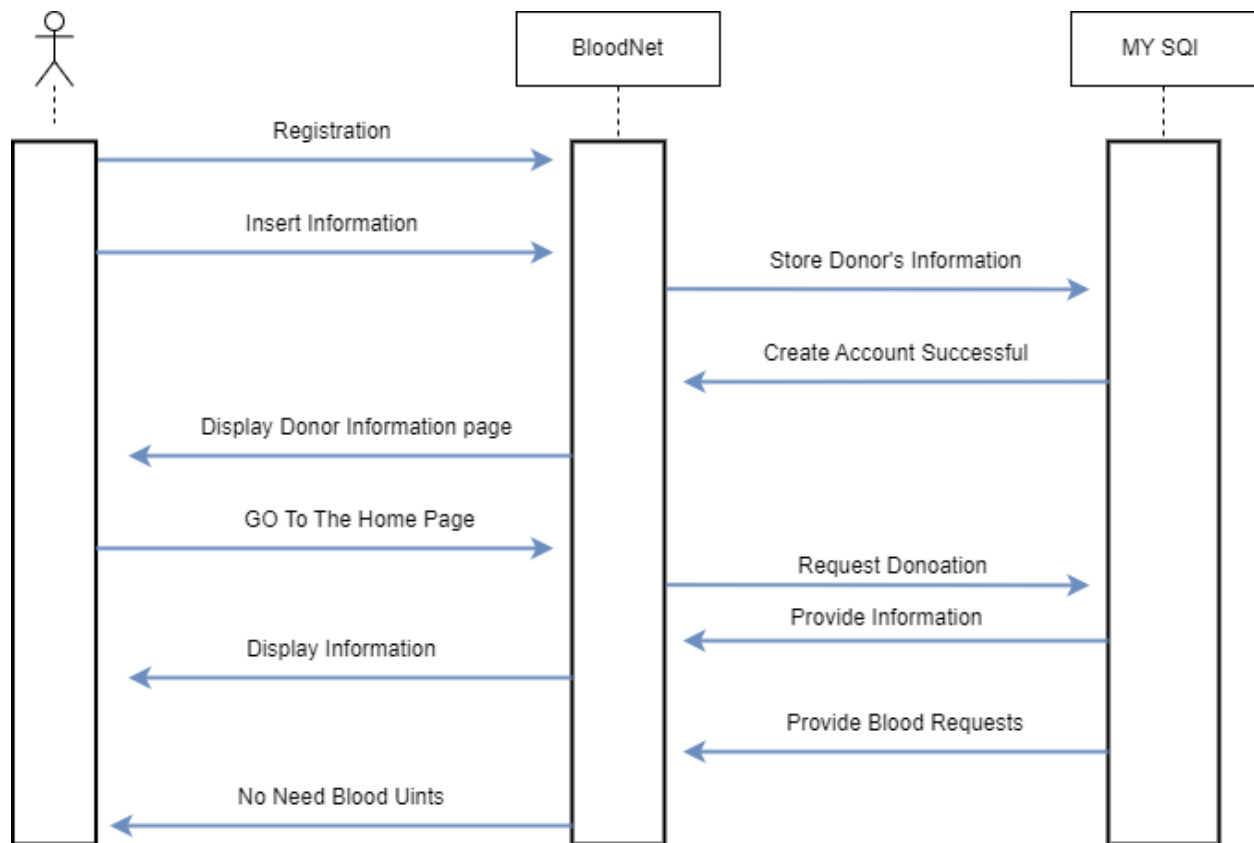 BloodNet
MY SQl
Registration
Insert Information
Store Donor's Information
Create Account Successful
Display Donor Information page
GO To The Home Page
Request Donoation
Provide Information
Display Information
Provide Blood Requests
No Need Blood Uints